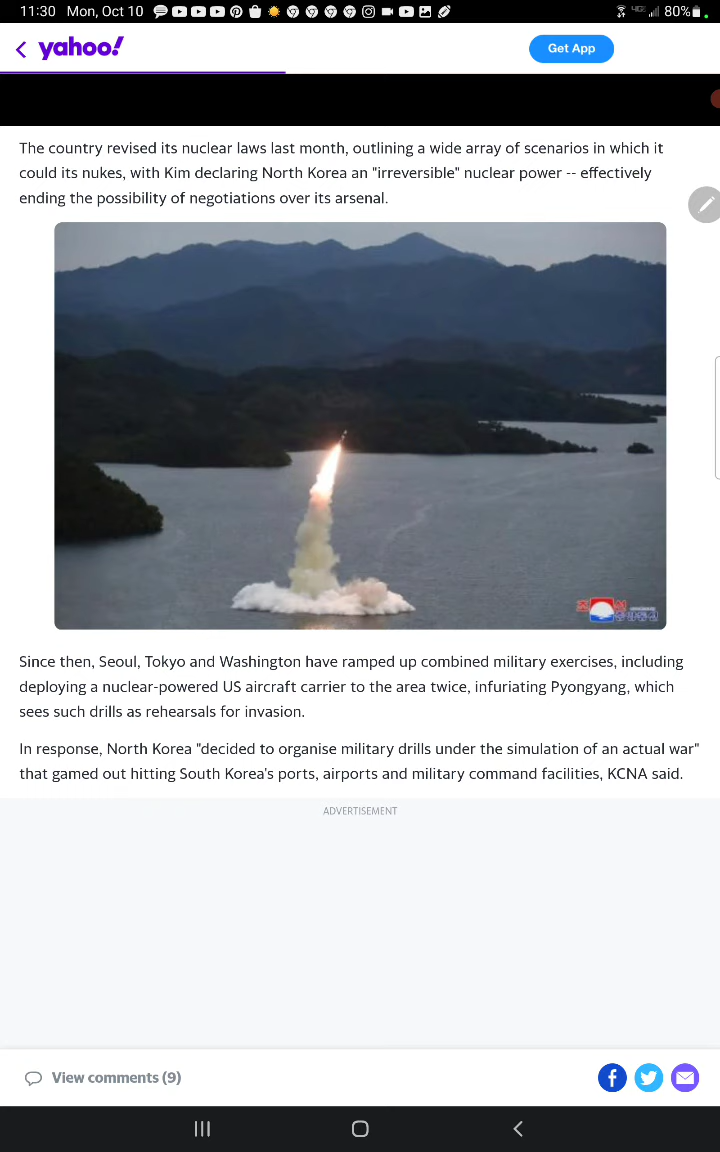 11:30 Mon, Oct 10
80%
yahoo!
Get App
The country revised its nuclear laws last month, outlining a wide array of scenarios in which it
could its nukes, with Kim declaring North Korea an "irreversible" nuclear power -- effectively
ending the possibility of negotiations over its arsenal.
Since then, Seoul, Tokyo and Washington have ramped up combined military exercises, including
deploying a nuclear-powered US aircraft carrier to the area twice, infuriating Pyongyang, which
sees such drills as rehearsals for invasion.
In response, North Korea "decided to organise military drills under the simulation of an actual war"
that gamed out hitting South Korea's ports, airports and military command facilities, KCNA said.
ADVERTISEMENT
View comments (9)